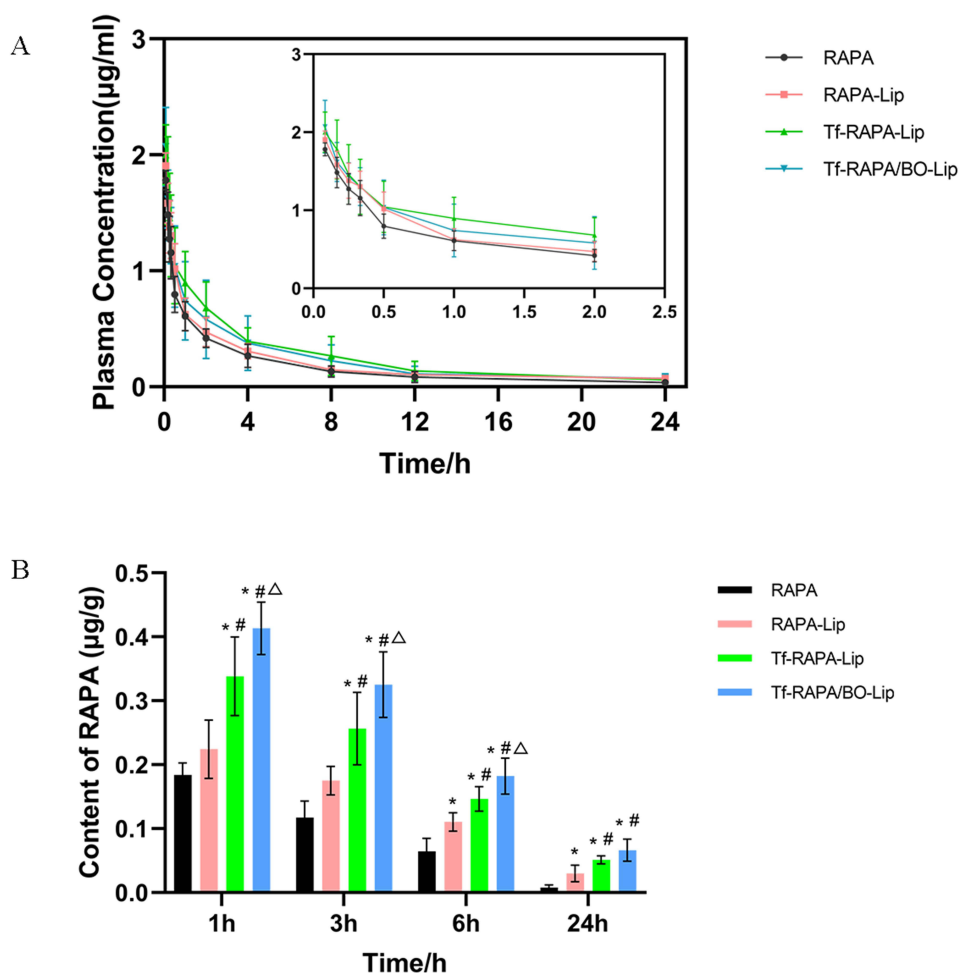 A
Plasma Concentration(μg/ml)
3
2
1
0
0 4 8 12 16 20 24
Time/h
3
2
1
0
0.0 0.5 1.0 1.5 2.0 2.5
RAPA
RAPA-Lip
Tf-RAPA-Lip
Tf-RAPA/BO-Lip
B
Content of RAPA (μg/g)
0.5
0.4
0.3
0.2
0.1
0.0
* #
* # △
* #
* # △
*
* #
* # △
*
* #
* #
1h 3h 6h 24h
Time/h
RAPA
RAPA-Lip
Tf-RAPA-Lip
Tf-RAPA/BO-Lip